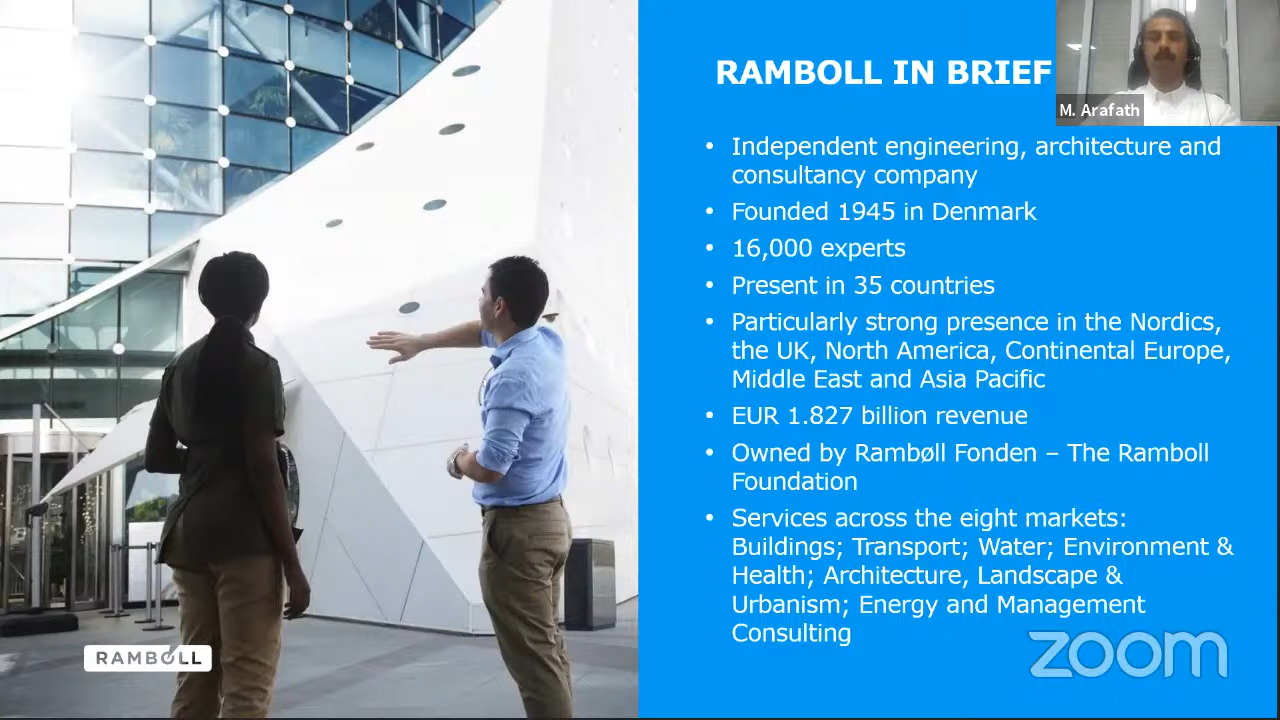 RAMBOLL IN BRIEF
M. Arafath
• Independent engineering, architecture and
consultancy company
• Founded 1945 in Denmark
• 16,000 experts
• Present in 35 countries
• Particularly strong presence in the Nordics,
the UK, North America, Continental Europe,
Middle East and Asia Pacific
• EUR 1.827 billion revenue
• Owned by Rambøll Fonden – The Ramboll
Foundation
• Services across the eight markets:
Buildings; Transport; Water; Environment &
Health; Architecture, Landscape &
Urbanism; Energy and Management
Consulting
RAMBOLL
zoom